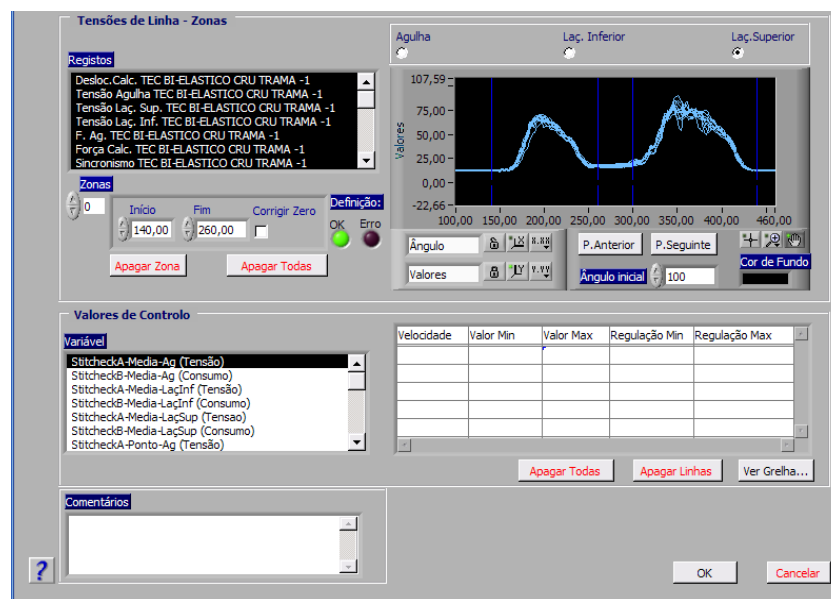 Tensões de Linha - Zonas
Agulha
Laç. Inferior
Laç.Superior
Registos
Desloc.Calc. TEC BI-ELASTICO CRU TRAMA -1
Tensão Agulha TEC BI-ELASTICO CRU TRAMA -1
Tensão Laç. Sup. TEC BI-ELASTICO CRU TRAMA -1
Tensão Laç. Inf. TEC BI-ELASTICO CRU TRAMA -1
F. Ag. TEC BI-ELASTICO CRU TRAMA -1
Força Calc. TEC BI-ELASTICO CRU TRAMA -1
Sincronismo TEC BI-ELASTICO CRU TRAMA -1
Valores
107,59
75,00
50,00
25,00
0,00
-22,66
100,00 150,00 200,00 250,00 300,00 350,00 400,00 460,00
Zonas
0
Início
Fim
Corrigir Zero
140,00
260,00
Definição:
OK
Erro
Apagar Zona
Apagar Todas
Ângulo
X
X.XX
Valores
Y
Y.YY
P.Anterior
P.Seguinte
Ângulo inicial
100
Cor de Fundo
Valores de Controlo
Variável
StitcheckA-Media-Ag (Tensão)
StitcheckB-Media-Ag (Consumo)
StitcheckA-Media-LaçInf (Tensão)
StitcheckB-Media-LaçInf (Consumo)
StitcheckA-Media-LaçSup (Tensao)
StitcheckB-Media-LaçSup (Consumo)
StitcheckA-Ponto-Ag (Tensão)
Velocidade
Valor Min
Valor Max
Regulação Min
Regulação Max
Apagar Todas
Apagar Linhas
Ver Grelha...
Comentários
?
OK
Cancelar